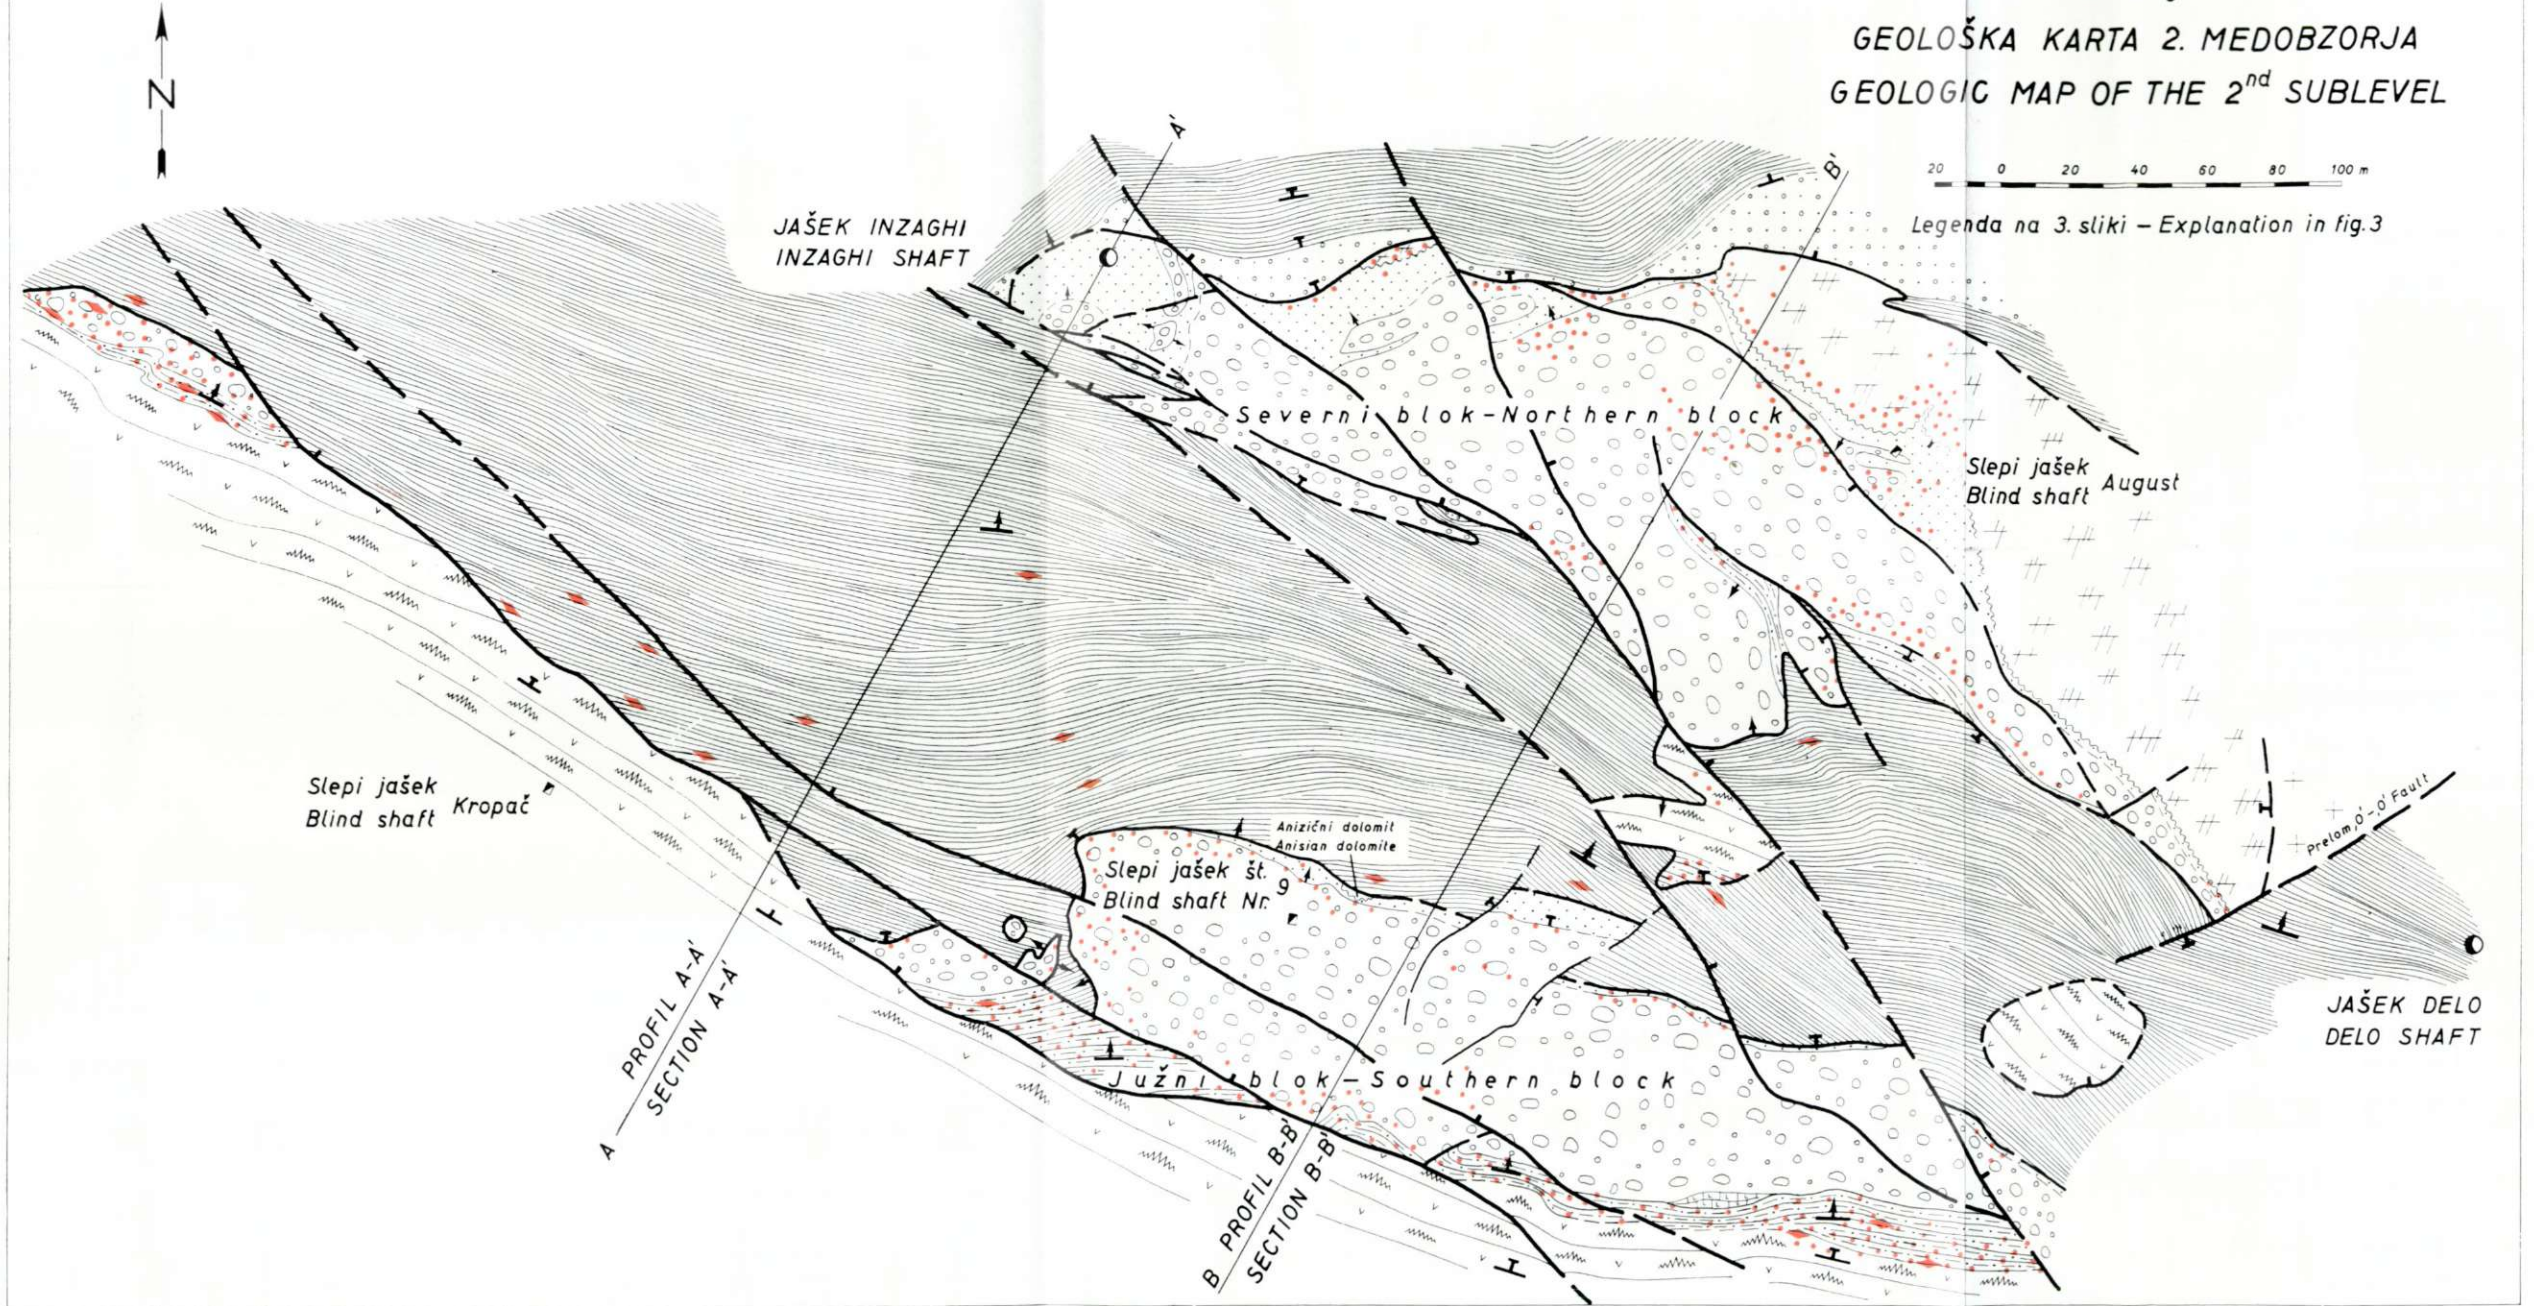 GEOLOŠKA KARTA 2. MEDOBZORJA
GEOLOGIC MAP OF THE 2nd SUBLEVEL
20 0 20 40 60 80 100 m
Legenda na 3. sliki – Explanation in fig. 3
N
A'
B'
JAŠEK INZAGHI
INZAGHI SHAFT
Severni blok – Northern block
Slepi jašek
Blind shaft August
Slepi jašek
Blind shaft Kropač
Anizični dolomit
Anisian dolomite
Slepi jašek št. 9
Blind shaft Nr.
Prelom „O“-„O“ Fault
JAŠEK DELO
DELO SHAFT
PROFIL A-A'
SECTION A-A'
A
Južni blok – Southern block
PROFIL B-B'
SECTION B-B'
B